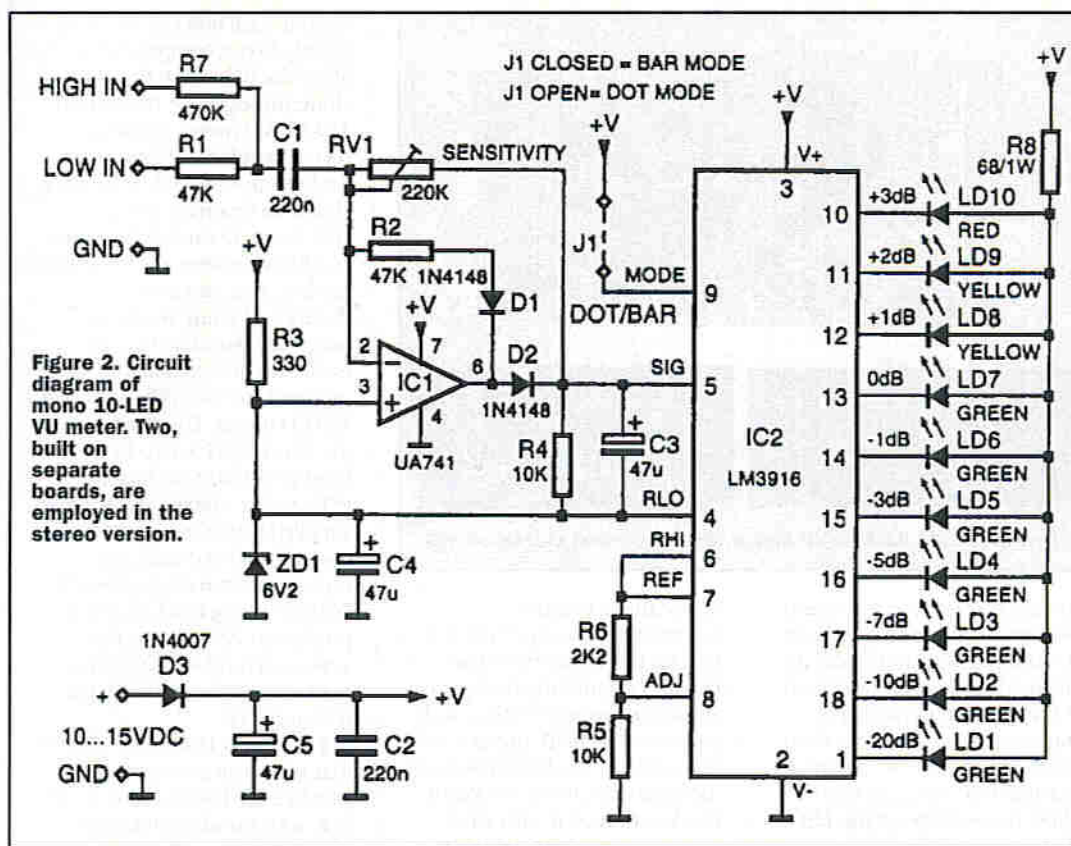 J1 CLOSED = BAR MODE
J1 OPEN= DOT MODE
R7
HIGH IN
470K
R1
C1
LOW IN
47K
220n
RV1
SENSITIVITY
220K
GND
+V
R2
47K
1N4148
D1
R3
330
+V
2
3
7
IC1
4
UA741
6
D2
1N4148
+V
J1
MODE
9
DOT/BAR
SIG
5
R4
10K
+
C3
47u
RLO
4
RHI
6
REF
7
R6
2K2
ADJ
8
R5
10K
+V
V+
3
IC2
LM3916
2
V-
+V
R8
68/1W
10
+3dB
LD10
RED
11
+2dB
LD9
YELLOW
12
+1dB
LD8
YELLOW
13
0dB
LD7
GREEN
14
-1dB
LD6
GREEN
15
-3dB
LD5
GREEN
16
-5dB
LD4
GREEN
17
-7dB
LD3
GREEN
18
-10dB
LD2
GREEN
1
-20dB
LD1
GREEN
Figure 2. Circuit
diagram of
mono 10-LED
VU meter. Two,
built on
separate
boards, are
employed in the
stereo version.
ZD1
6V2
+
C4
47u
1N4007
D3
+
+V
10...15VDC
+
C5
47u
C2
220n
GND